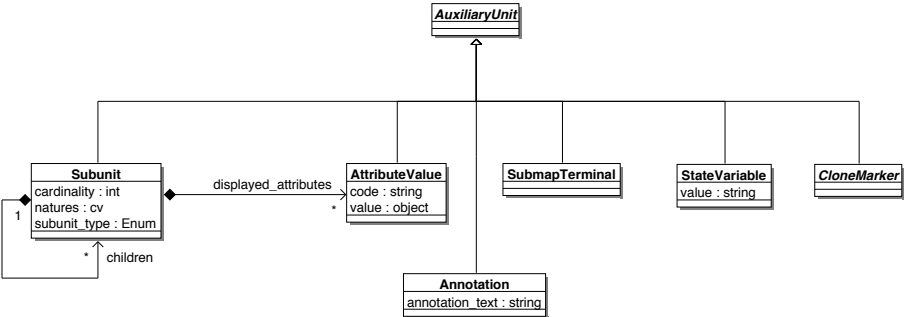 AuxiliaryUnit
Subunit
cardinality : int
natures : cv
subunit_type : Enum
1
*
children
displayed_attributes
*
AttributeValue
code : string
value : object
SubmapTerminal
StateVariable
value : string
CloneMarker
Annotation
annotation_text : string